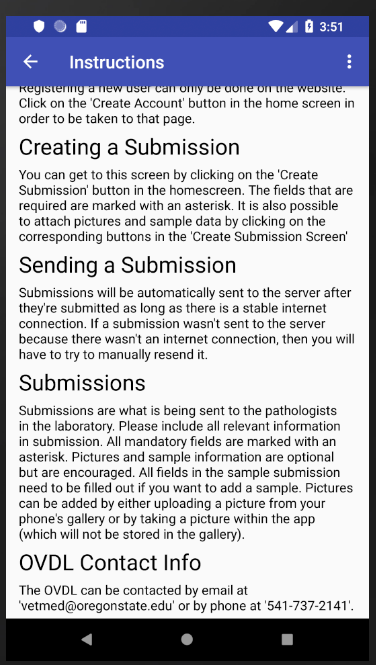 3:51
Instructions
Registering a new user can only be done on the website.
Click on the 'Create Account' button in the home screen in
order to be taken to that page.
Creating a Submission
You can get to this screen by clicking on the 'Create
Submission' button in the homescreen. The fields that are
required are marked with an asterisk. It is also possible
to attach pictures and sample data by clicking on the
corresponding buttons in the 'Create Submission Screen'
Sending a Submission
Submissions will be automatically sent to the server after
they're submitted as long as there is a stable internet
connection. If a submission wasn't sent to the server
because there wasn't an internet connection, then you will
have to try to manually resend it.
Submissions
Submissions are what is being sent to the pathologists
in the laboratory. Please include all relevant information
in submission. All mandatory fields are marked with an
asterisk. Pictures and sample information are optional
but are encouraged. All fields in the sample submission
need to be filled out if you want to add a sample. Pictures
can be added by either uploading a picture from your
phone's gallery or by taking a picture within the app
(which will not be stored in the gallery).
OVDL Contact Info
The OVDL can be contacted by email at
'vetmed@oregonstate.edu' or by phone at '541-737-2141'.